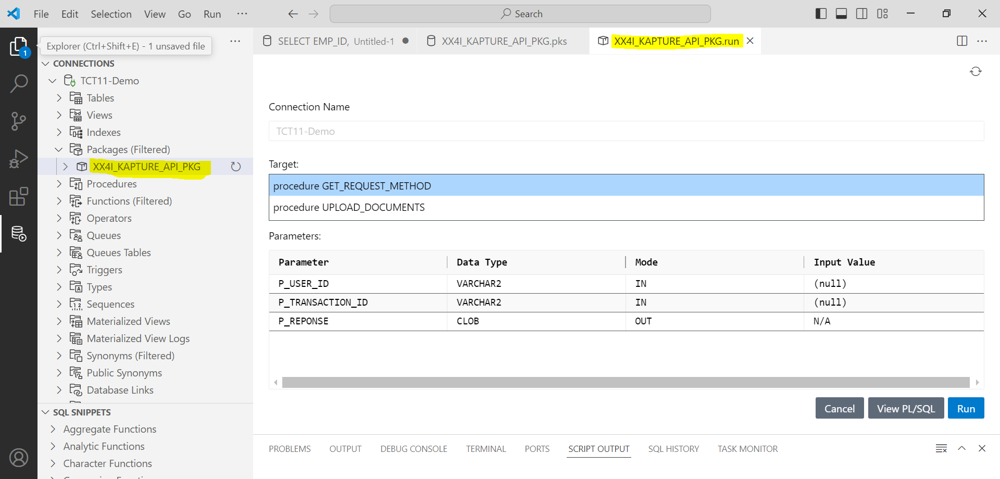 File Edit Selection View Go Run ···
Search
Explorer (Ctrl+Shift+E) - 1 unsaved file
1
SELECT EMP_ID, Untitled-1
XX4I_KAPTURE_API_PKG.pks
XX4I_KAPTURE_API_PKG.run
CONNECTIONS
TCT11-Demo
Tables
Views
Indexes
Packages (Filtered)
XX4I_KAPTURE_API_PKG
Procedures
Functions (Filtered)
Operators
Queues
Queues Tables
Triggers
Types
Sequences
Materialized Views
Materialized View Logs
Synonyms (Filtered)
Public Synonyms
Database Links
SQL SNIPPETS
Aggregate Functions
Analytic Functions
Character Functions
Connection Name
TCT11-Demo
Target:
procedure GET_REQUEST_METHOD
procedure UPLOAD_DOCUMENTS
Parameters:
Parameter Data Type Mode Input Value
P_USER_ID VARCHAR2 IN (null)
P_TRANSACTION_ID VARCHAR2 IN (null)
P_REPONSE CLOB OUT N/A
Cancel View PL/SQL Run
PROBLEMS OUTPUT DEBUG CONSOLE TERMINAL PORTS SCRIPT OUTPUT SQL HISTORY TASK MONITOR